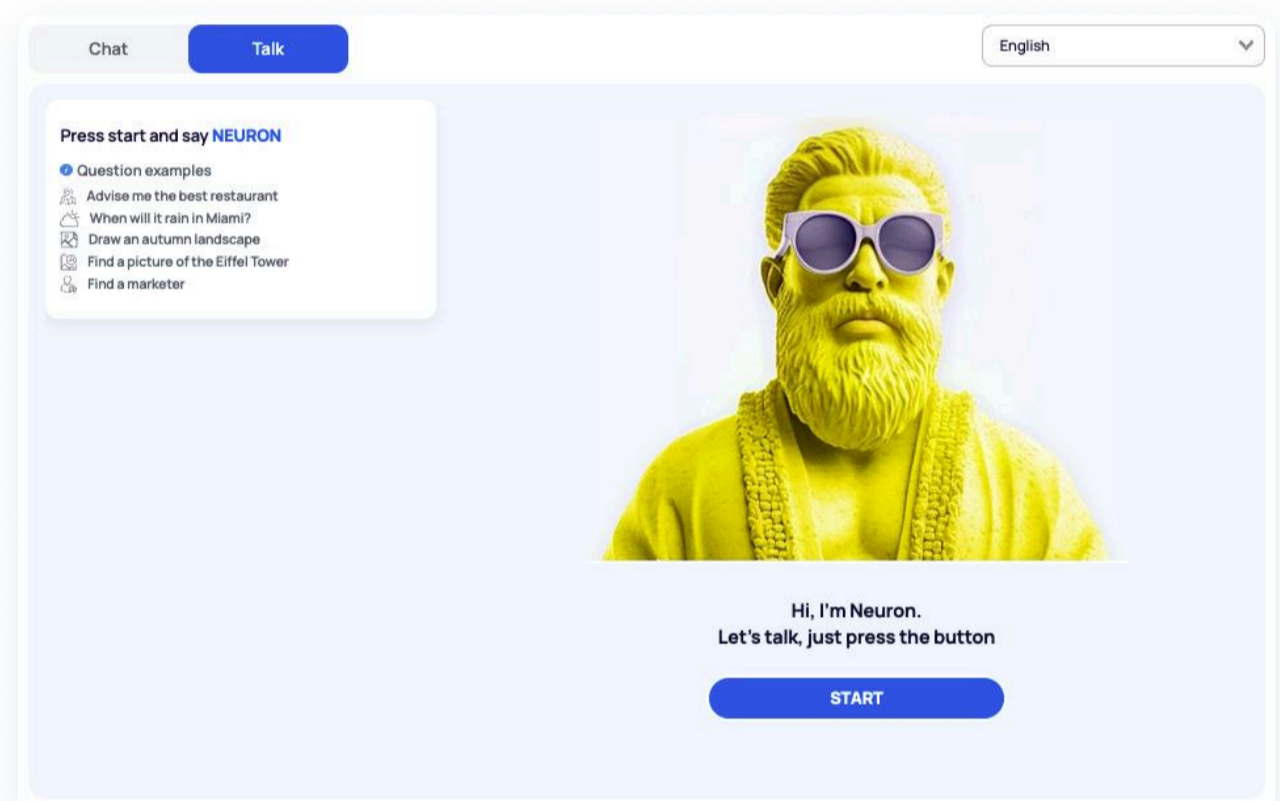 Chat
Talk
English
Press start and say NEURON
Question examples
Advise me the best restaurant
When will it rain in Miami?
Draw an autumn landscape
Find a picture of the Eiffel Tower
Find a marketer
Hi, I'm Neuron.
Let's talk, just press the button
START